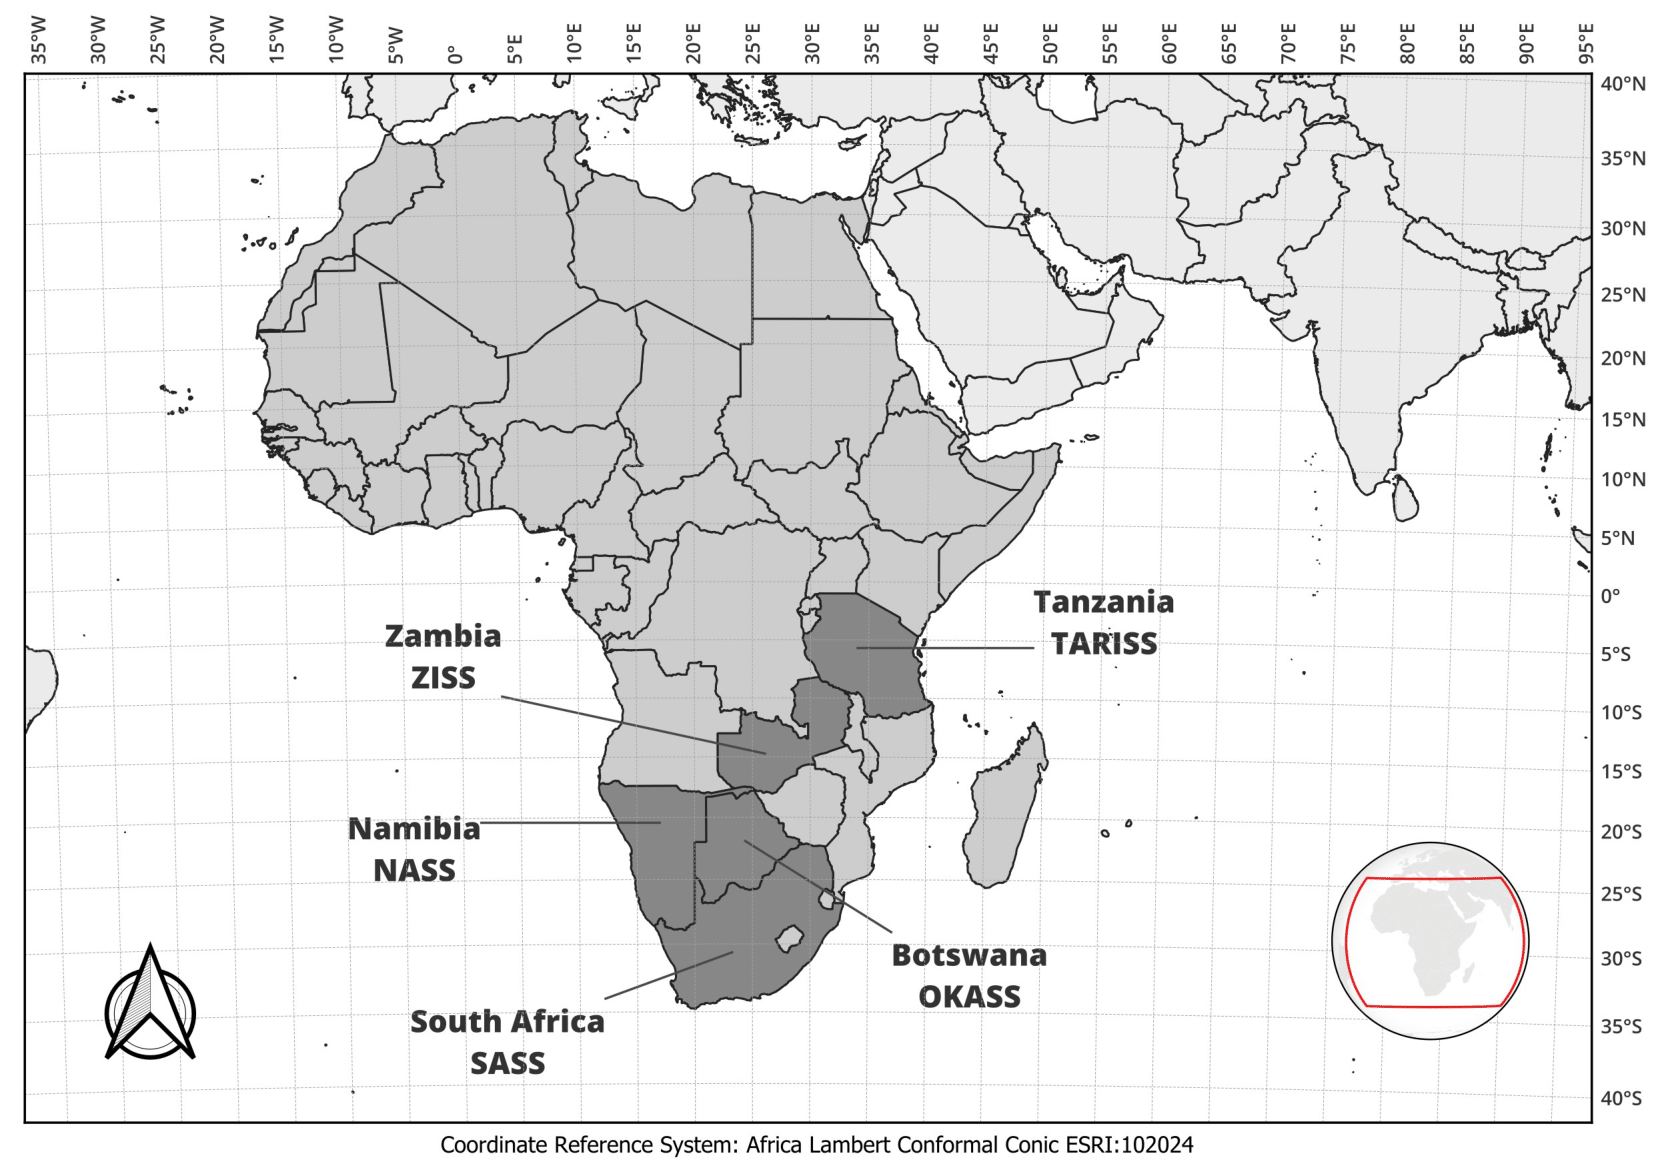 35°W
30°W
25°W
20°W
15°W
10°W
5°W
0°
5°E
10°E
15°E
20°E
25°E
30°E
35°E
40°E
45°E
50°E
55°E
60°E
65°E
70°E
75°E
80°E
85°E
90°E
95°E
40°N
35°N
30°N
25°N
20°N
15°N
10°N
5°N
0°
5°S
10°S
15°S
20°S
25°S
30°S
35°S
40°S
Tanzania
TARISS
Zambia
ZISS
Namibia
NASS
Botswana
OKASS
South Africa
SASS
Coordinate Reference System: Africa Lambert Conformal Conic ESRI:102024